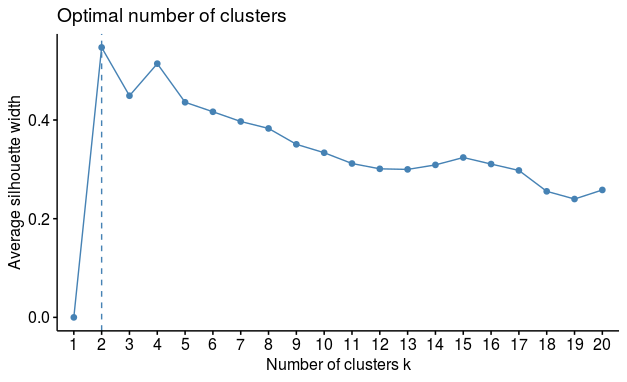 Optimal number of clusters
Average silhouette width
0.4
0.2
0.0
1 2 3 4 5 6 7 8 9 10 11 12 13 14 15 16 17 18 19 20
Number of clusters k